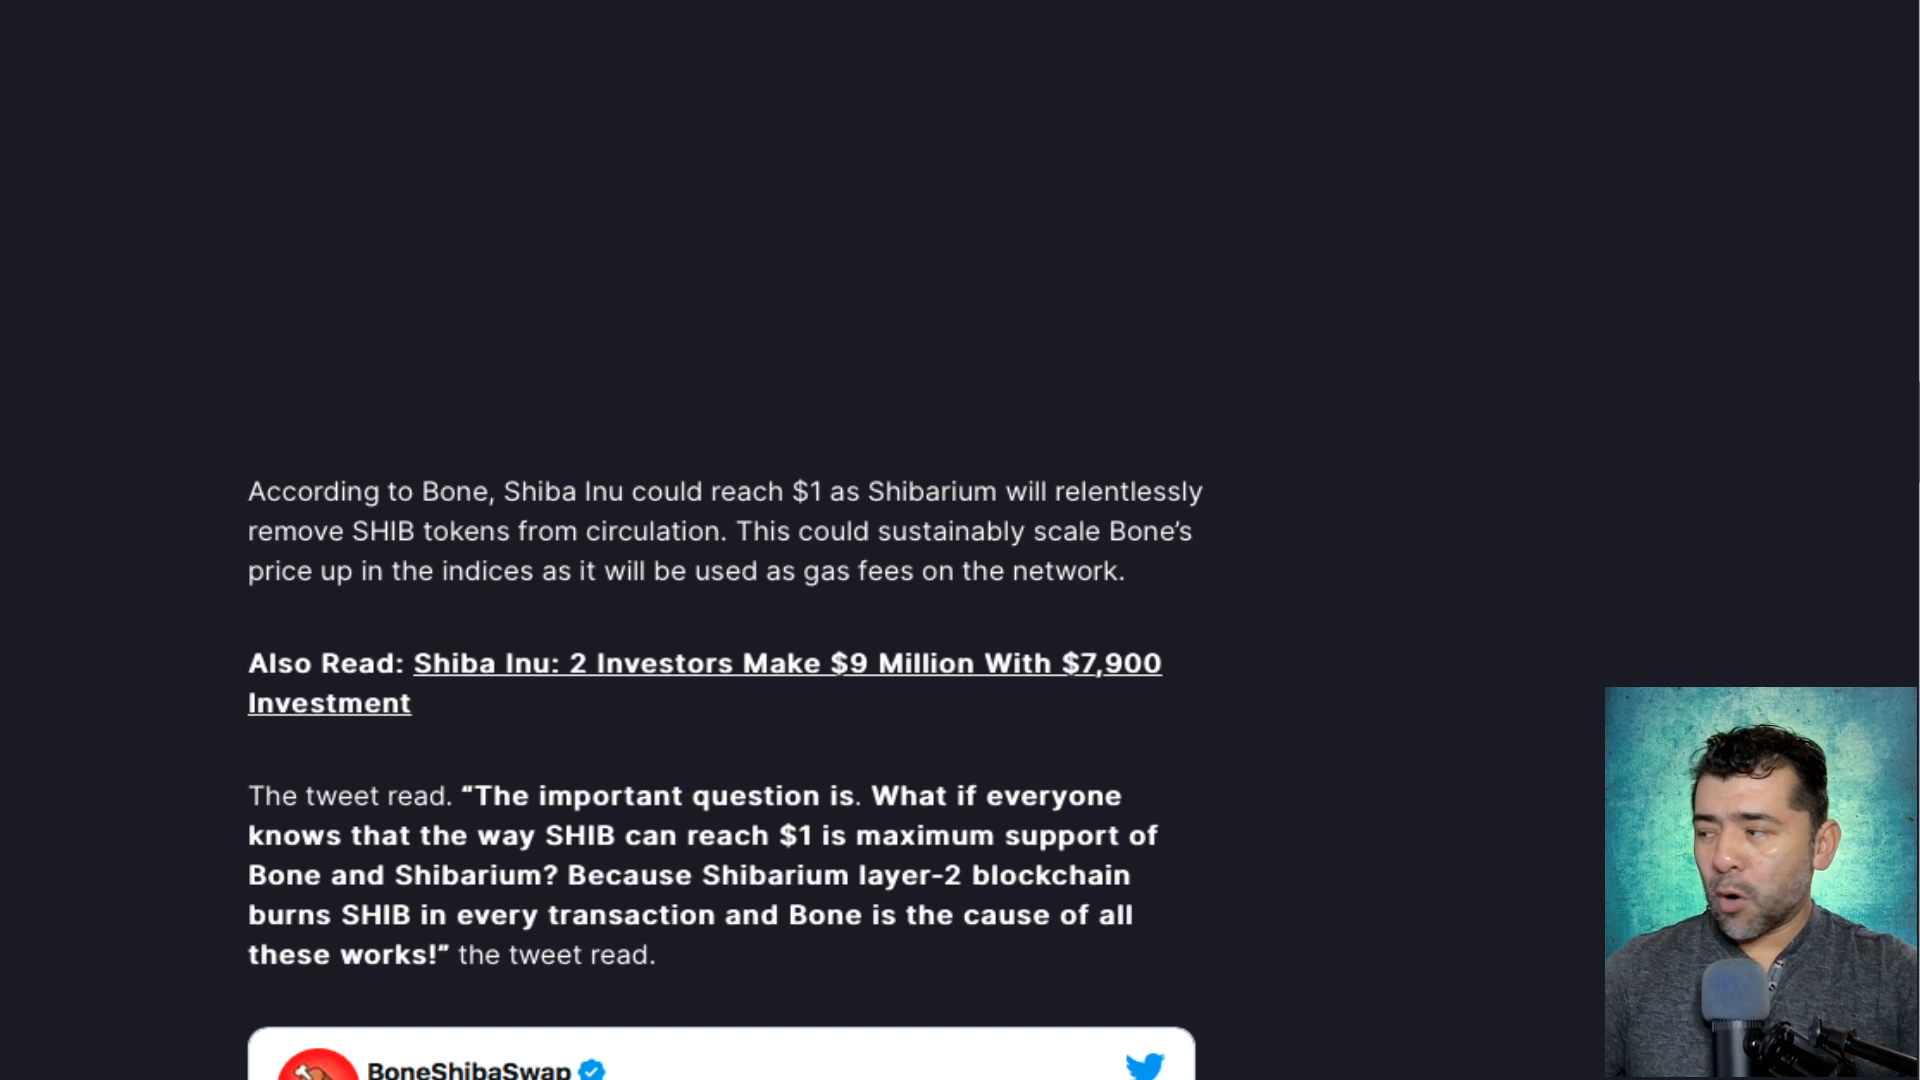 According to Bone, Shiba Inu could reach $1 as Shibarium will relentlessly
remove SHIB tokens from circulation. This could sustainably scale Bone’s
price up in the indices as it will be used as gas fees on the network.
Also Read: Shiba Inu: 2 Investors Make $9 Million With $7,900
Investment
The tweet read. “The important question is. What if everyone
knows that the way SHIB can reach $1 is maximum support of
Bone and Shibarium? Because Shibarium layer-2 blockchain
burns SHIB in every transaction and Bone is the cause of all
these works!” the tweet read.
BoneShibaSwap